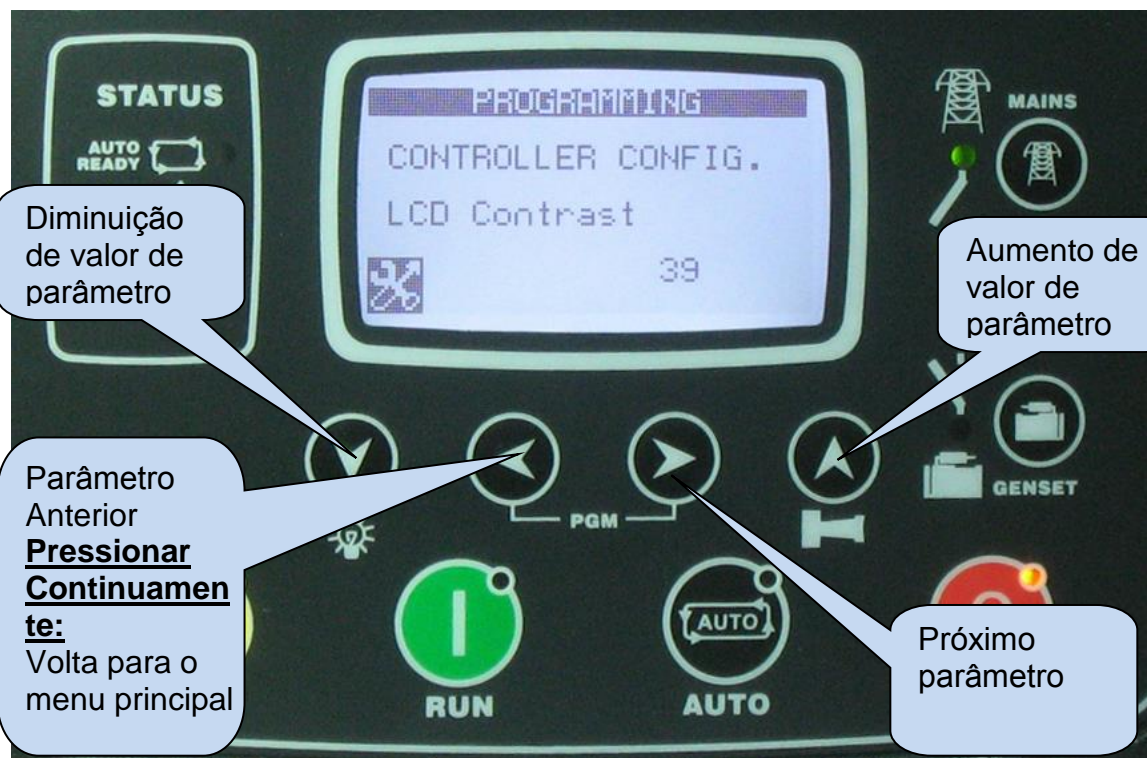 STATUS
AUTO
READY
PROGRAMMING
CONTROLLER CONFIG.
LCD Contrast
39
MAINS
Diminuição
de valor de
parâmetro
Aumento de
valor de
parâmetro
Parâmetro
Anterior
Pressionar
Continuamen
te:
Volta para o
menu principal
PGM
GENSET
AUTO
RUN
AUTO
Próximo
parâmetro